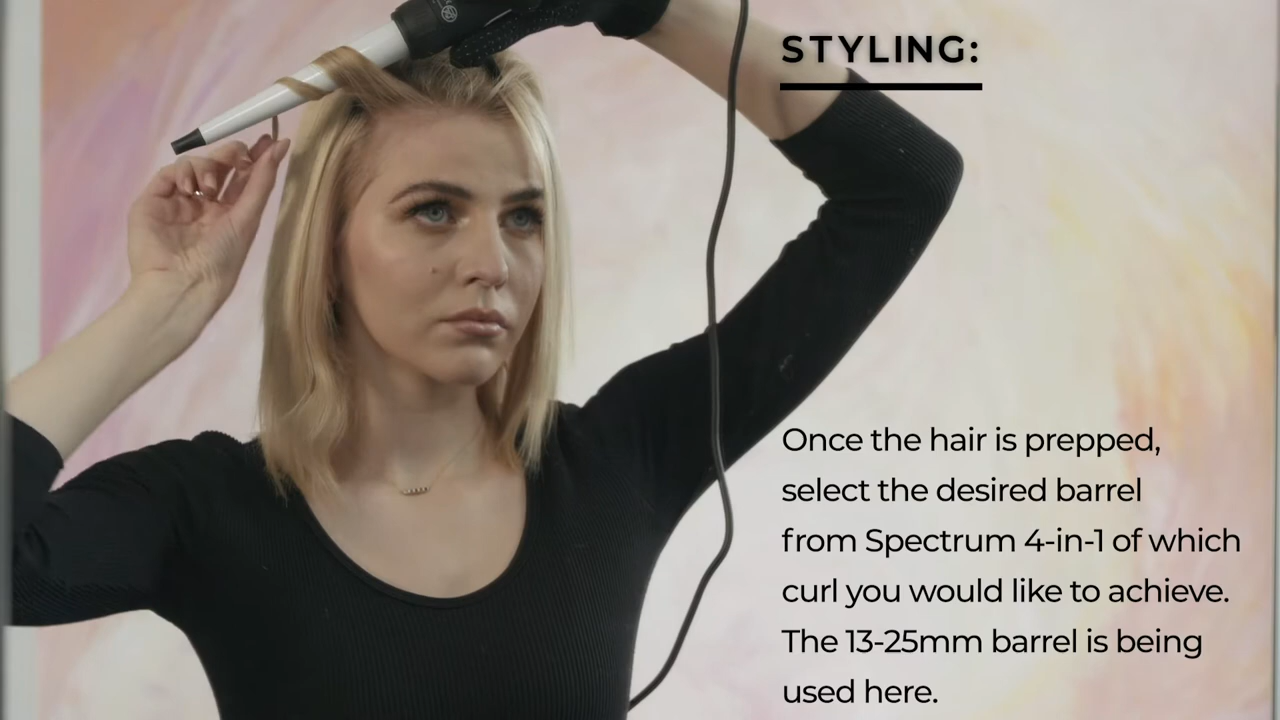 STYLING:
Once the hair is prepped,
select the desired barrel
from Spectrum 4-in-1 of which
curl you would like to achieve.
The 13-25mm barrel is being
used here.